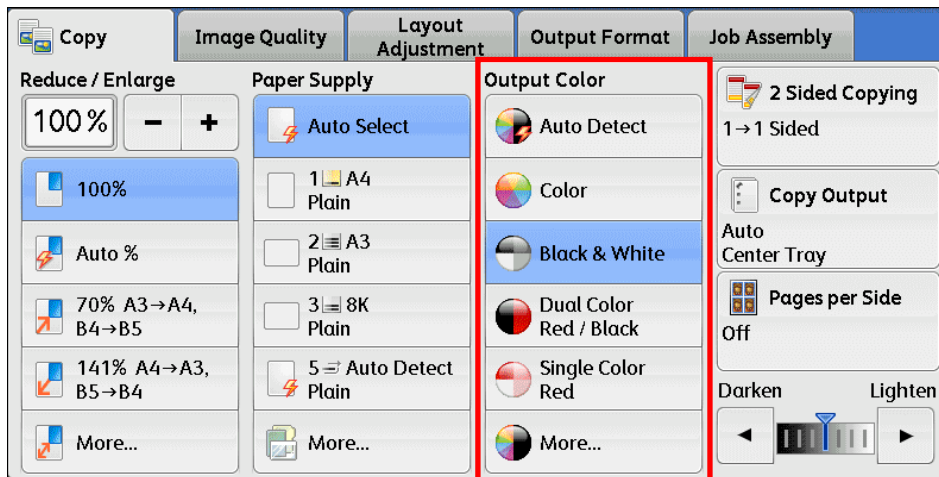 Copy
Image Quality
Layout
Adjustment
Output Format
Job Assembly
Reduce / Enlarge
100%
−
+
100%
Auto %
70% A3→A4,
B4→B5
141% A4→A3,
B5→B4
More...
Paper Supply
Auto Select
1 A4
Plain
2 A3
Plain
3 8K
Plain
5 Auto Detect
Plain
More...
Output Color
Auto Detect
Color
Black & White
Dual Color
Red / Black
Single Color
Red
More...
2 Sided Copying
1→1 Sided
Copy Output
Auto
Center Tray
Pages per Side
Off
Darken
Lighten